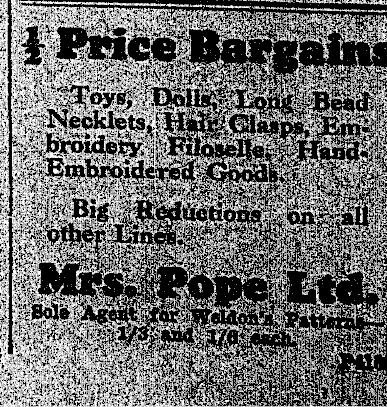 ½ Price Bargains
Toys, Dolls, Long Bead
Necklets, Hair Clasps, Em-
broidery Filoselle, Hand-
Embroidered Goods.
Big Reductions on all
other Lines.
Mrs. Pope Ltd.
Sole Agent for Weldon's Patterns—
1/3 and 1/6 each.